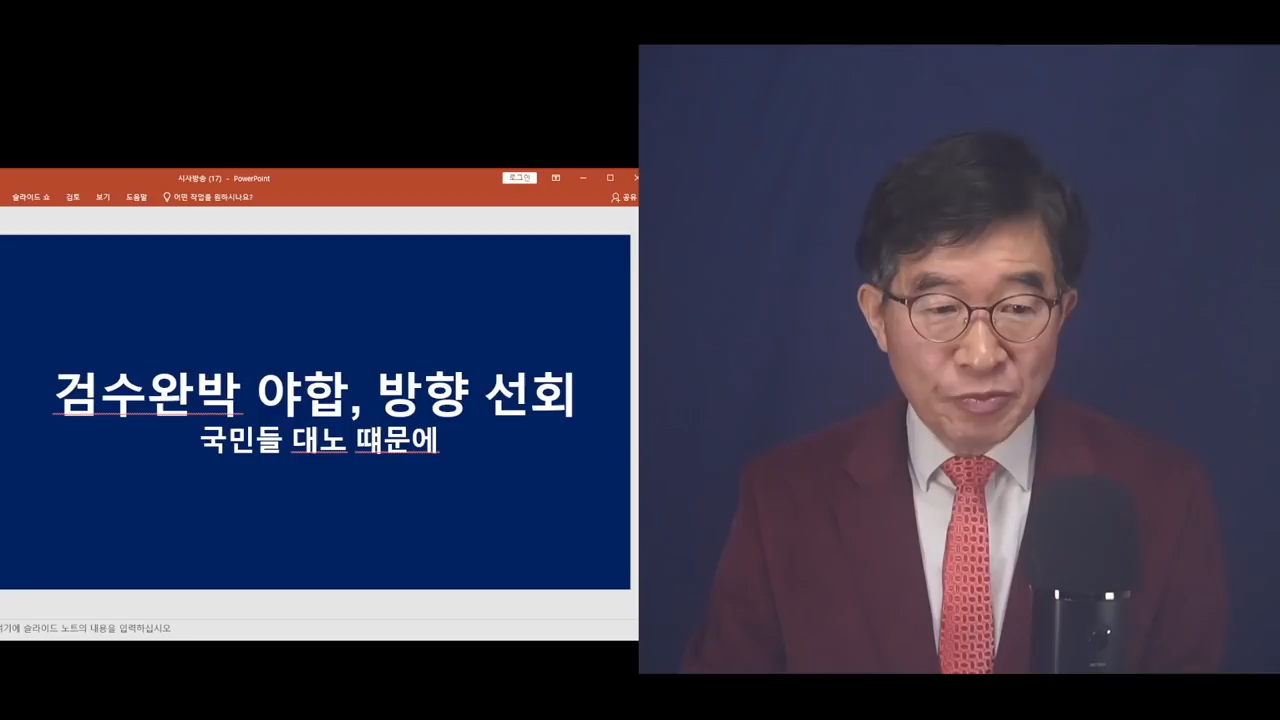 시사방송 (17) - PowerPoint
로그인
슬라이드 쇼 검토 보기 도움말 어떤 작업을 원하시나요? 공유
검수완박 야합, 방향 선회
국민들 대노 떄문에
여기에 슬라이드 노트의 내용을 입력하십시오